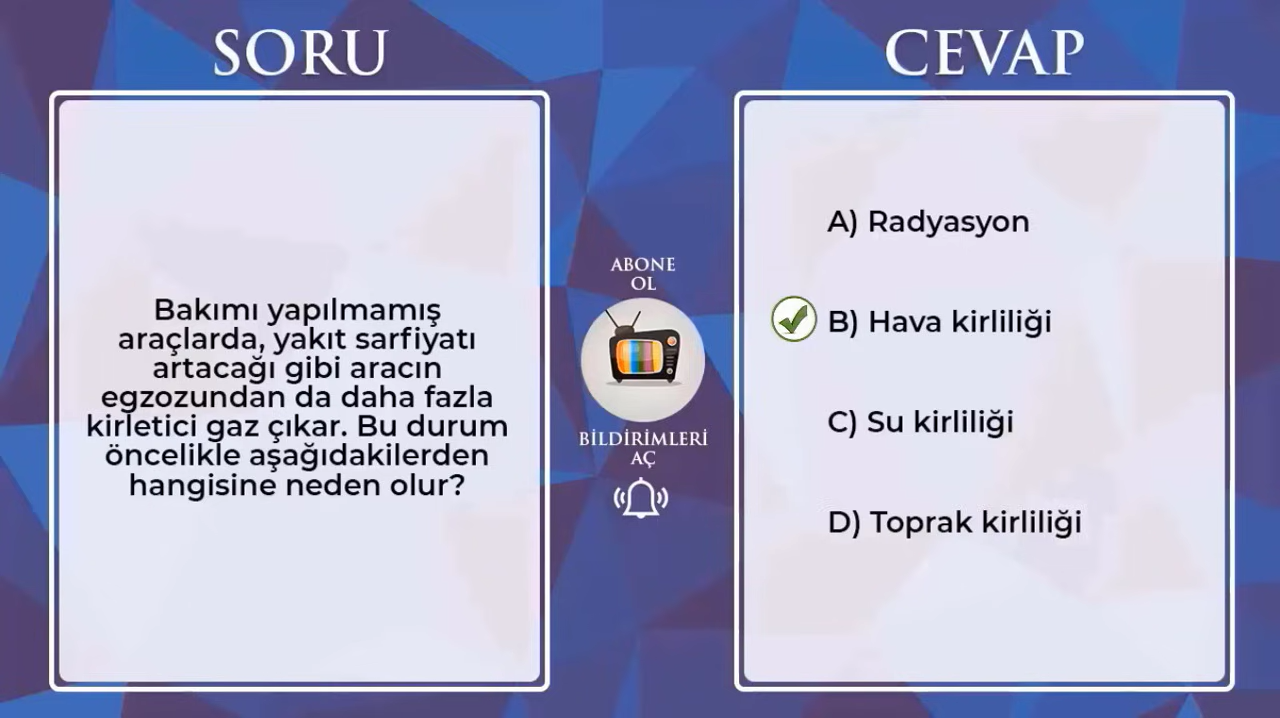 SORU
Bakımı yapılmamış
araçlarda, yakıt sarfiyatı
artacağı gibi aracın
egzozundan da daha fazla
kirletici gaz çıkar. Bu durum
öncelikle aşağıdakilerden
hangisine neden olur?
ABONE
OL
BİLDİRİMLERİ
AÇ
CEVAP
A) Radyasyon
B) Hava kirliliği
C) Su kirliliği
D) Toprak kirliliği